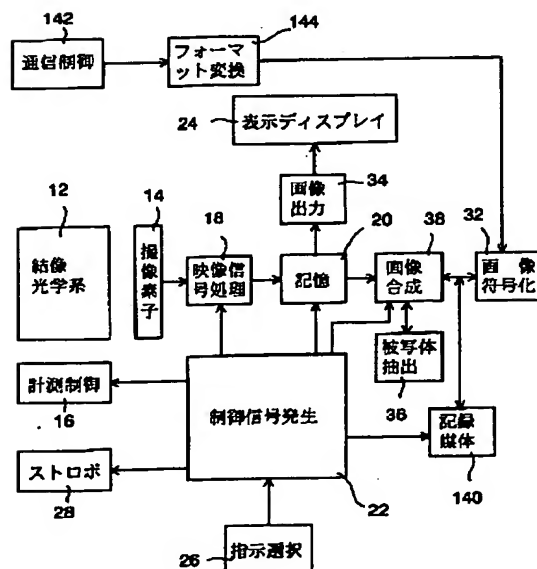 142
通信制御
144
フォーマ
ット変換
24
表示ディスプレイ
34
画像
出力
12
結像
光学系
14
撮像素子
18
映像信
号処理
20
記憶
38
画像
合成
32
画像
符号化
被写体
抽出
36
計測制御
16
制御信号発生
22
記録
媒体
140
ストロボ
28
26
指示選択